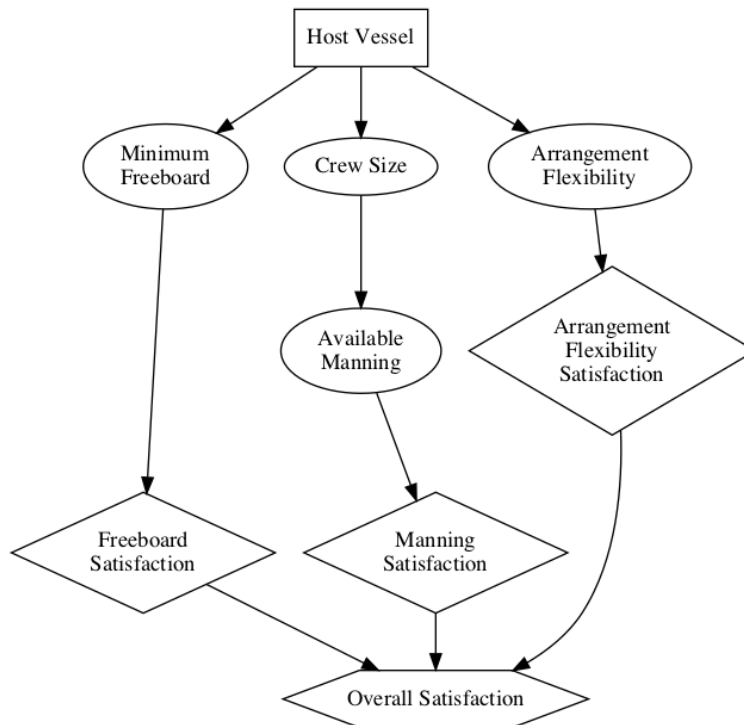 Host Vessel
Minimum
Freeboard
Crew Size
Arrangement
Flexibility
Available
Manning
Arrangement
Flexibility
Satisfaction
Freeboard
Satisfaction
Manning
Satisfaction
Overall Satisfaction